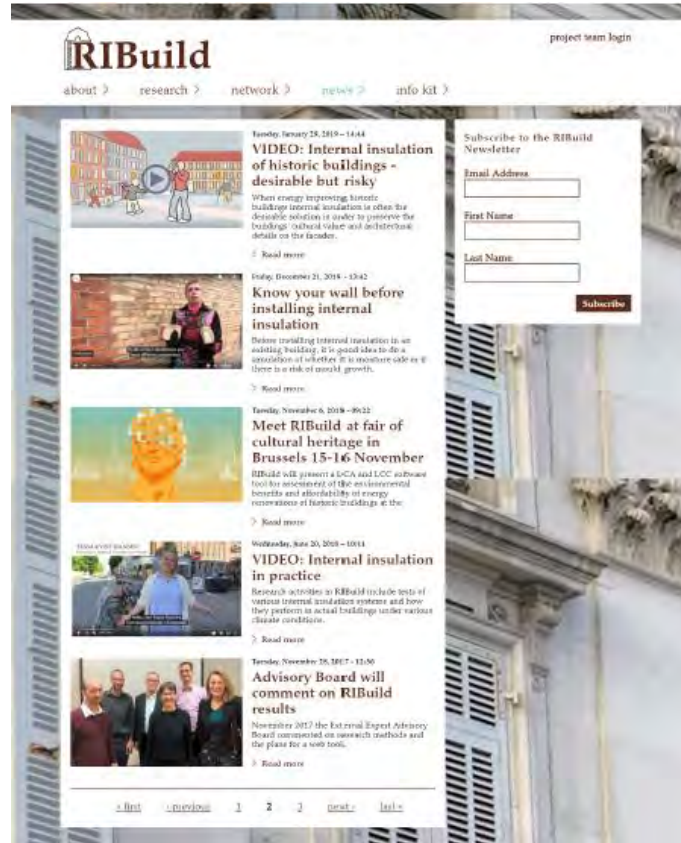 project team login
RIBuild
about > research > network > news > info kit >
Tuesday, January 29, 2019 - 14:44
VIDEO: Internal insulation
of historic buildings -
desirable but risky
When energy improving historic
buildings internal insulation is often the
desirable solution in order to preserve the
buildings' cultural value and architectural
details on the facades.
> Read more
Friday, December 21, 2018 - 13:42
Know your wall before
installing internal
insulation
Before installing internal insulation in an
existing building, it is good idea to do a
simulation of whether it is moisture safe or if
there is a risk of mould growth.
> Read more
Tuesday, November 6, 2018 - 09:22
Meet RIBuild at fair of
cultural heritage in
Brussels 15-16 November
RIBuild will present a LCA and LCC software
tool for assessment of the environmental
benefits and affordability of energy
renovations of historic buildings at the
> Read more
Wednesday, June 20, 2018 - 10:11
VIDEO: Internal insulation
in practice
Research activities in RIBuild include tests of
various internal insulation systems and how
they perform in actual buildings under various
climate conditions.
> Read more
Tuesday, November 28, 2017 - 12:50
Advisory Board will
comment on RIBuild
results
November 2017 the External Expert Advisory
Board commented on research methods and
the plans for a web tool.
> Read more
« first ‹ previous 1 2 3 next › last »
Subscribe to the RIBuild
Newsletter
Email Address
First Name
Last Name
Subscribe